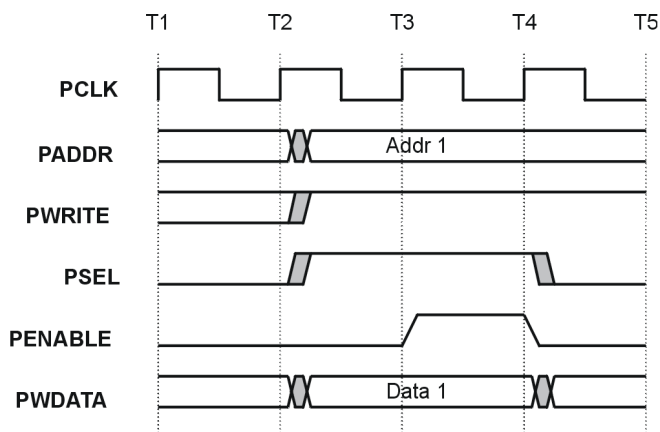 T1 T2 T3 T4 T5
PCLK
PADDR Addr 1
PWRITE
PSEL
PENABLE
PWDATA Data 1